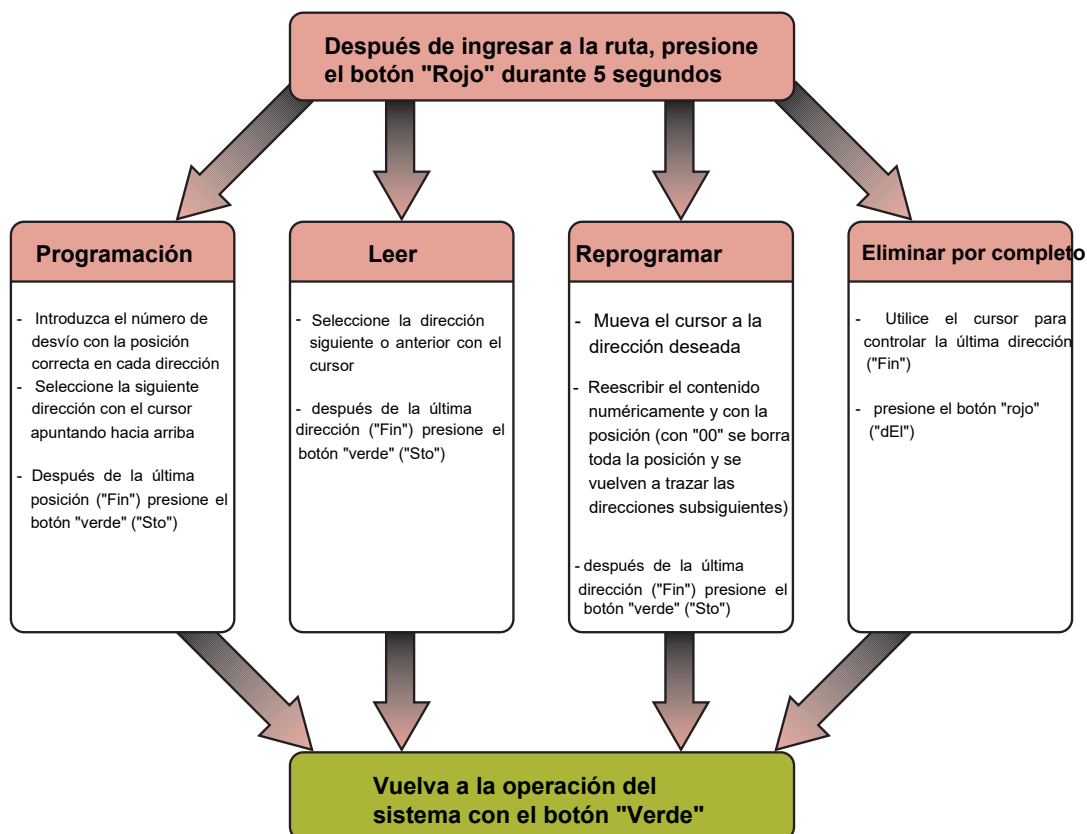 Después de ingresar a la ruta, presione
el botón "Rojo" durante 5 segundos
Programación
- Introduzca el número de
desvío con la posición
correcta en cada dirección
- Seleccione la siguiente
dirección con el cursor
apuntando hacia arriba
- Después de la última
posición ("Fin") presione el
botón "verde" ("Sto")
Leer
- Seleccione la dirección
siguiente o anterior con el
cursor
- después de la última
dirección ("Fin") presione el
botón "verde" ("Sto")
Reprogramar
- Mueva el cursor a la
dirección deseada
- Reescribir el contenido
numéricamente y con la
posición (con "00" se borra
toda la posición y se
vuelven a trazar las
direcciones subsiguientes)
- después de la última
dirección ("Fin") presione el
botón "verde" ("Sto")
Eliminar por completo
- Utilice el cursor para
controlar la última dirección
("Fin")
- presione el botón "rojo"
("dEl")
Vuelva a la operación del
sistema con el botón "Verde"